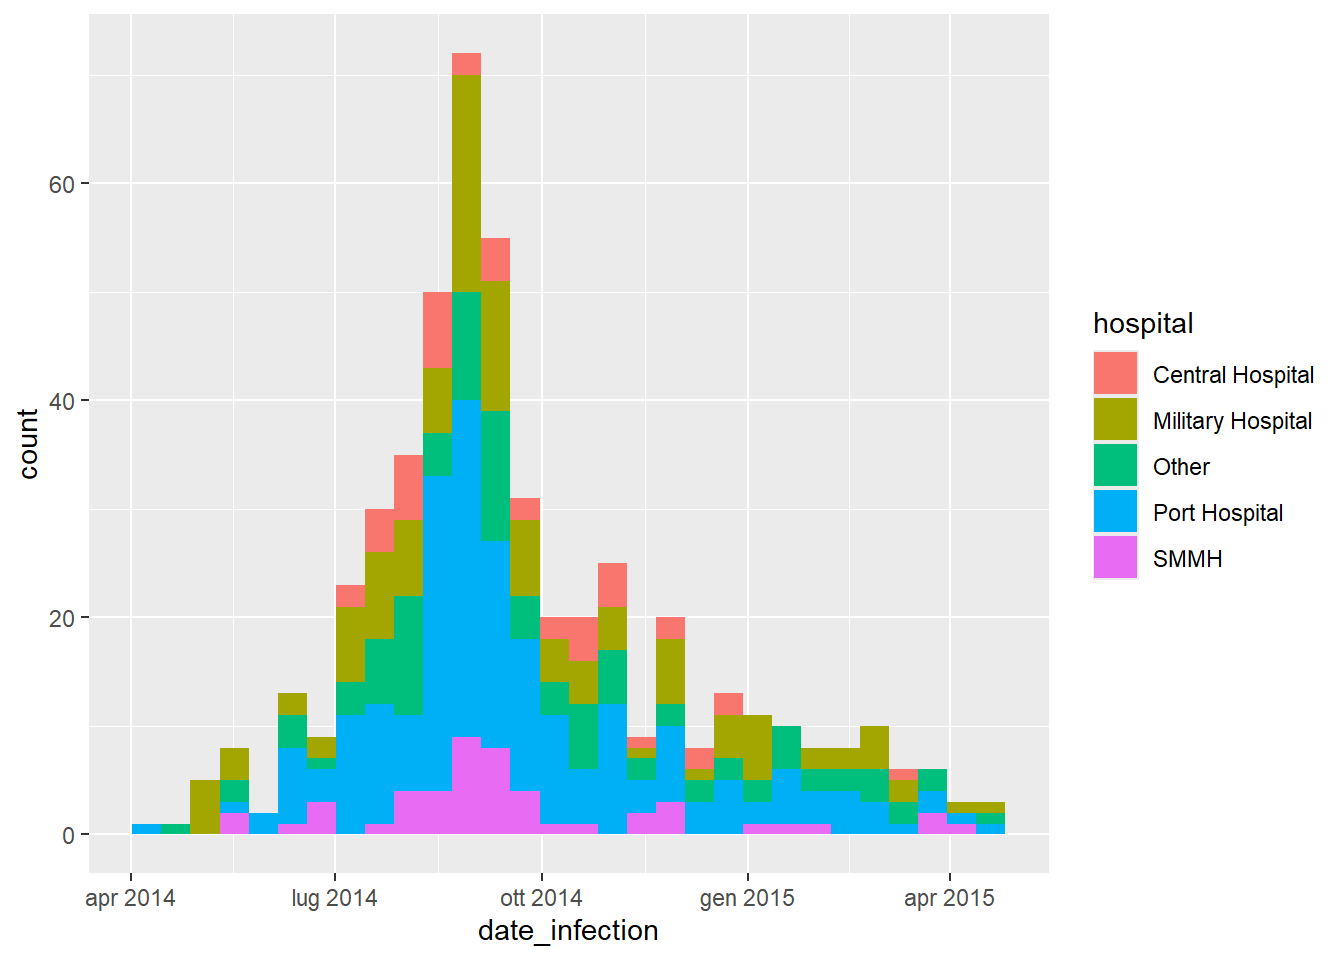 60
40
20
0
count
apr 2014
lug 2014
ott 2014
gen 2015
apr 2015
date_infection
hospital
Central Hospital
Military Hospital
Other
Port Hospital
SMMH